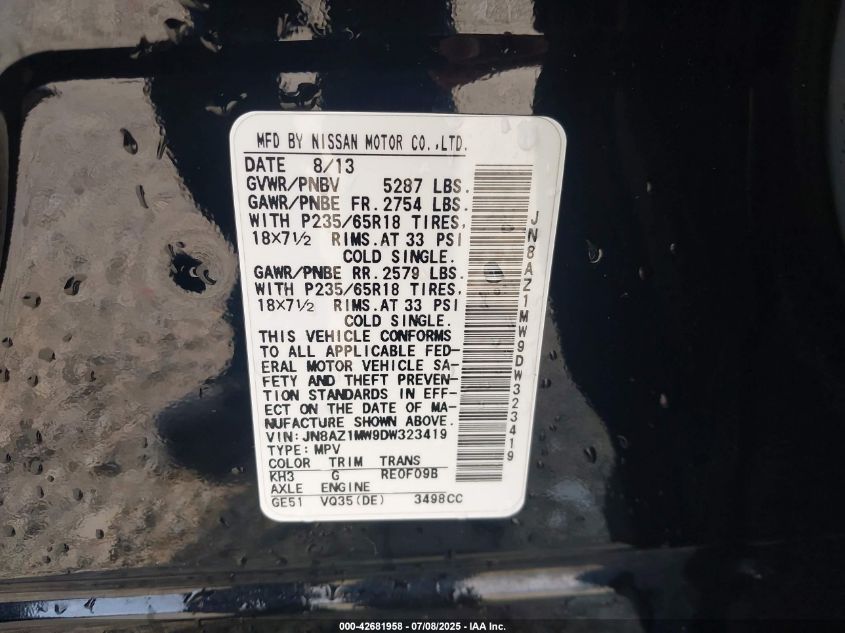 MFD BY NISSAN MOTOR CO.,LTD.
DATE 8/13
GVWR/PNBV 5287 LBS.
GAWR/PNBE FR. 2754 LBS.
WITH P235/65R18 TIRES,
18X7½ RIMS.AT 33 PSI
COLD SINGLE.
GAWR/PNBE RR. 2579 LBS.
WITH P235/65R18 TIRES,
18X7½ RIMS.AT 33 PSI
COLD SINGLE.
THIS VEHICLE CONFORMS
TO ALL APPLICABLE FED-
ERAL MOTOR VEHICLE SA-
FETY AND THEFT PREVEN-
TION STANDARDS IN EFF-
ECT ON THE DATE OF MA-
NUFACTURE SHOWN ABOVE.
VIN:JN8AZ1MW9DW323419
TYPE:MPV
COLOR TRIM TRANS
KH3 G RE0F09B
AXLE ENGINE
GE51 VQ35(DE) 3498CC
JN8AZ1MW9DW323419
000-42681958 - 07/08/2025 - IAA Inc.